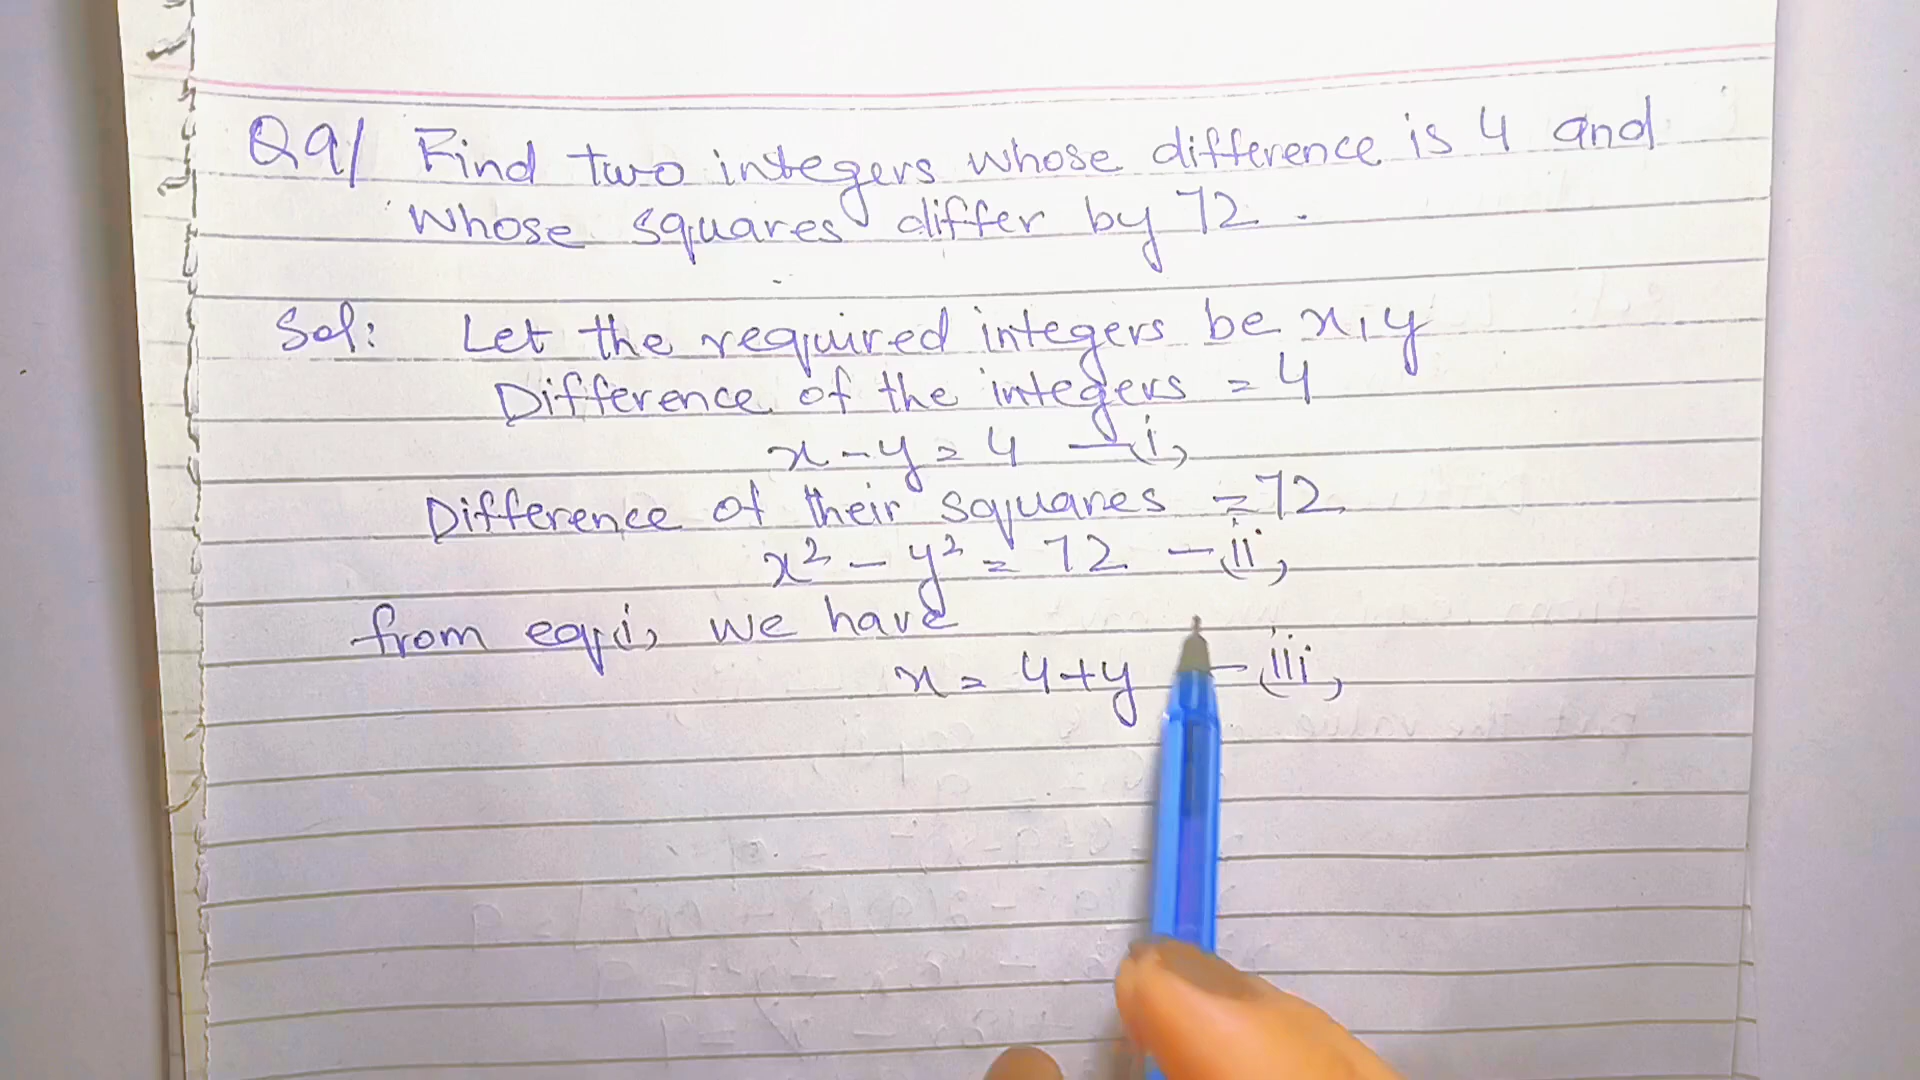 Q9/ Find two integers whose difference is 4 and
whose squares differ by 72.
Sol: Let the required integers be x, y
Difference of the integers = 4
x - y = 4 - (i)
Difference of their squares = 72
x² - y² = 72 - (ii)
from eq (i) we have
x = 4 + y - (iii)